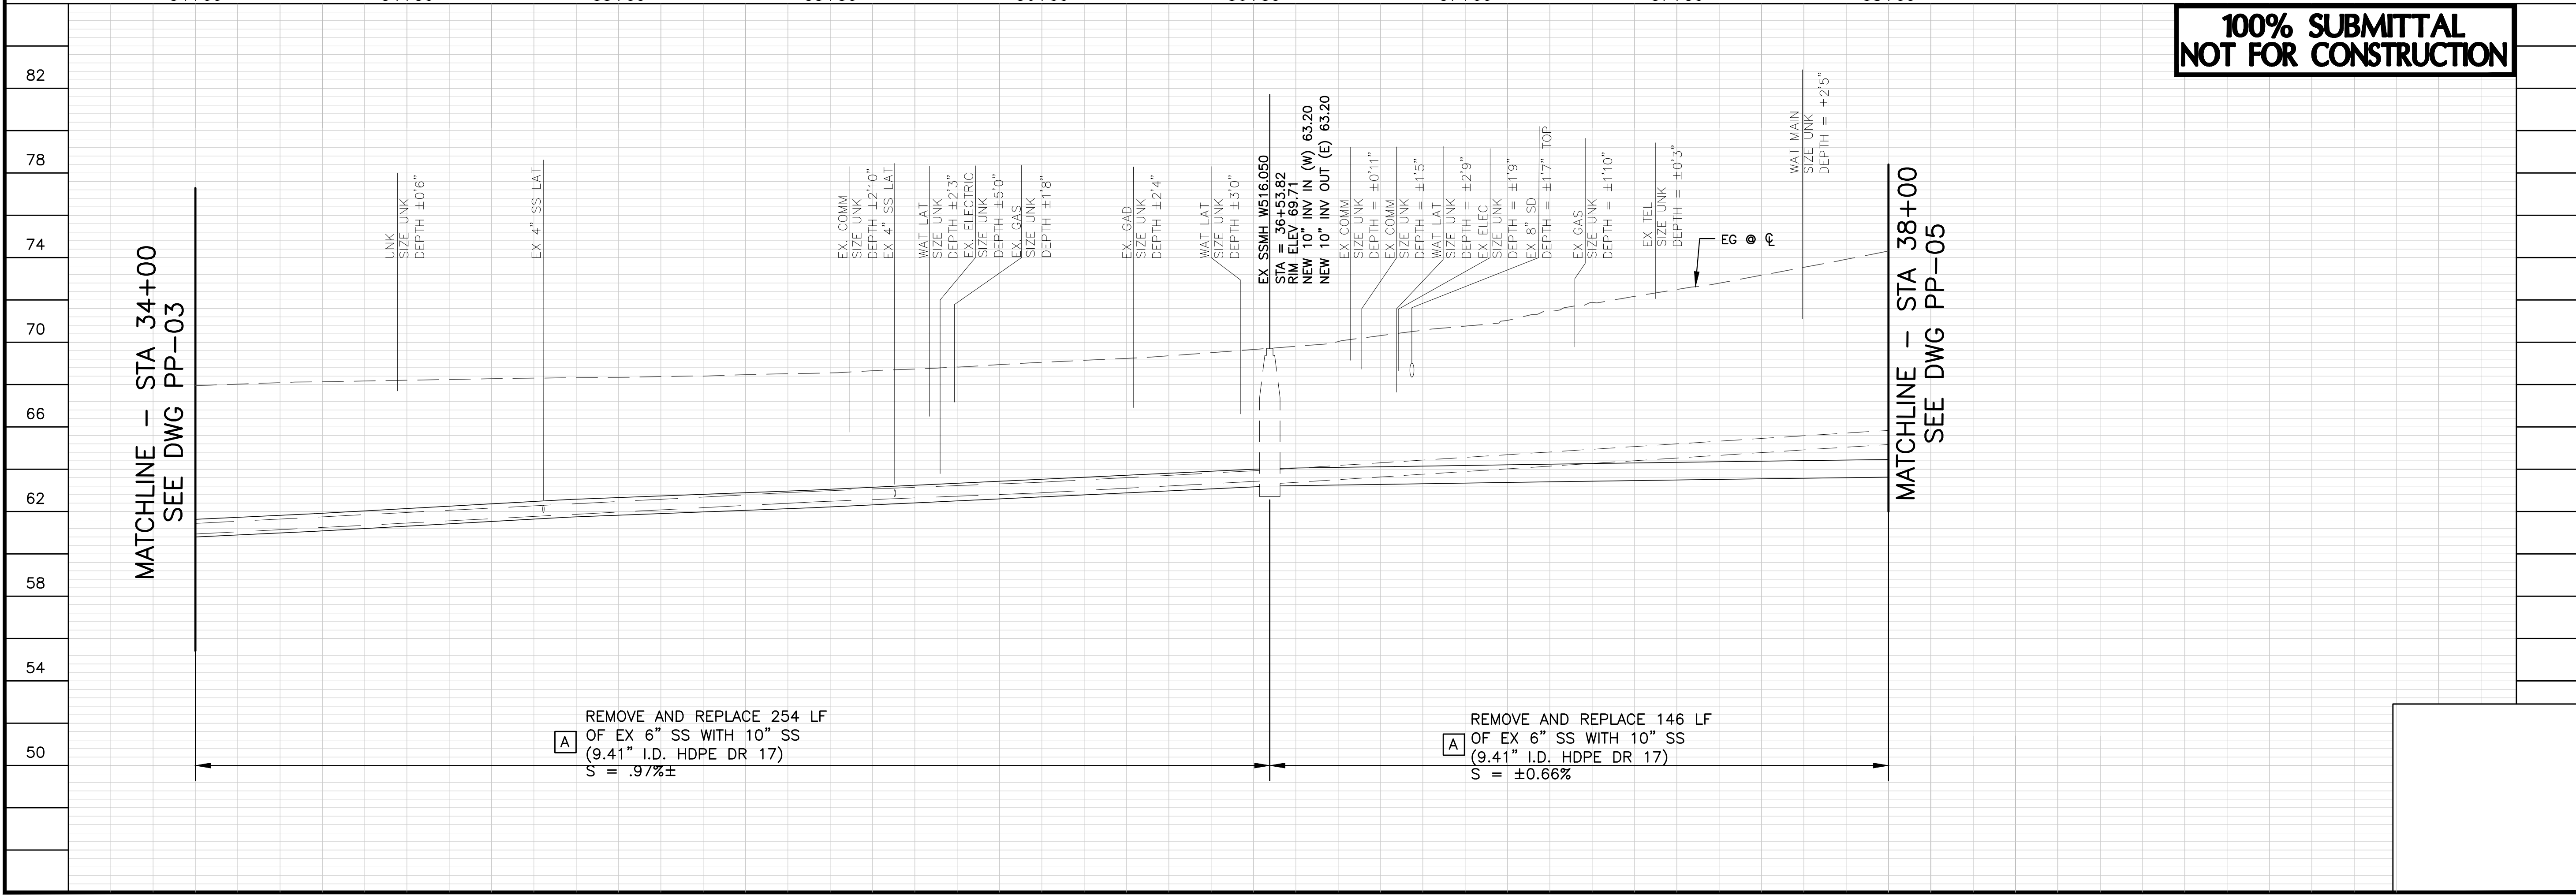 100% SUBMITTAL
NOT FOR CONSTRUCTION
82
78
74
70
66
62
58
54
50
MATCHLINE – STA 34+00
SEE DWG PP–03
UNK
SIZE UNK
DEPTH ±0'6"
EX 4" SS LAT
EX. COMM
SIZE UNK
DEPTH ±2'10"
EX 4" SS LAT
WAT LAT
SIZE UNK
DEPTH ±2'3"
EX. ELECTRIC
SIZE UNK
DEPTH ±5'0"
EX. GAS
SIZE UNK
DEPTH ±1'8"
EX. GAD
SIZE UNK
DEPTH ±2'4"
WAT LAT
SIZE UNK
DEPTH ±3'0"
EX SSMH W516.050
STA = 36+53.82
RIM ELEV 69.71
NEW 10" INV IN (W) 63.20
NEW 10" INV OUT (E) 63.20
EX COMM
SIZE UNK
DEPTH = ±0'11"
EX COMM
SIZE UNK
DEPTH = ±1'5"
WAT LAT
SIZE UNK
DEPTH = ±2'9"
EX ELEC
SIZE UNK
DEPTH = ±1'9"
EX 8" SD
DEPTH = ±1'7" TOP
EX GAS
SIZE UNK
DEPTH = ±1'10"
EX TEL
SIZE UNK
DEPTH = ±0'3"
EG @ ℄
WAT MAIN
SIZE UNK
DEPTH = ±2'5"
MATCHLINE – STA 38+00
SEE DWG PP–05
A
REMOVE AND REPLACE 254 LF
OF EX 6" SS WITH 10" SS
(9.41" I.D. HDPE DR 17)
S = .97%±
A
REMOVE AND REPLACE 146 LF
OF EX 6" SS WITH 10" SS
(9.41" I.D. HDPE DR 17)
S = ±0.66%